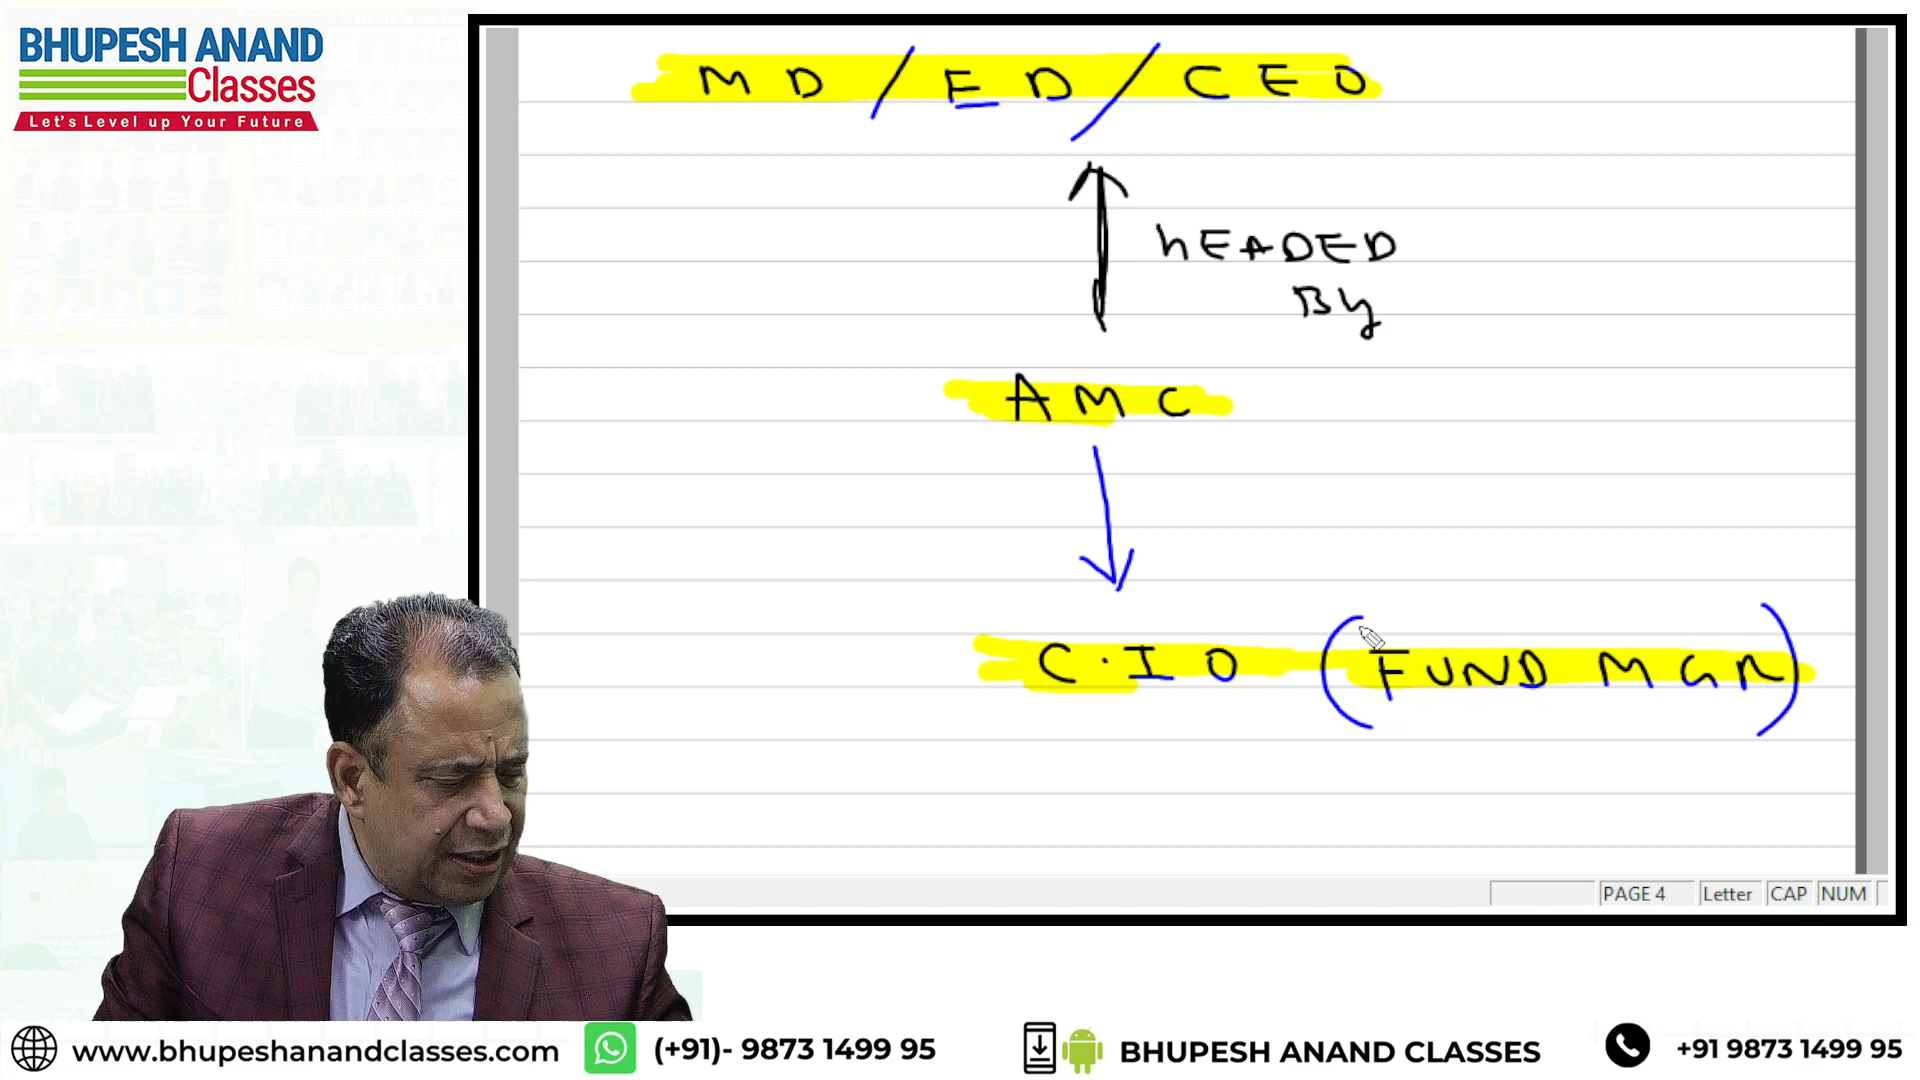 BHUPESH ANAND
Classes
Let's Level up Your Future
MD / ED / CEO
hEADED
By
AMC
C.IO (FUND MGR)
PAGE 4 Letter CAP NUM
www.bhupeshanandclasses.com (+91)- 9873 1499 95 BHUPESH ANAND CLASSES +91 9873 1499 95